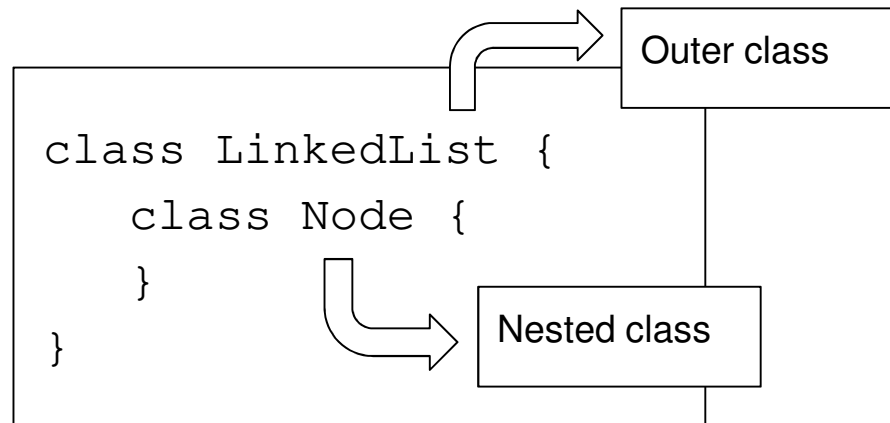 Outer class
class LinkedList {
class Node {
}
}
Nested class